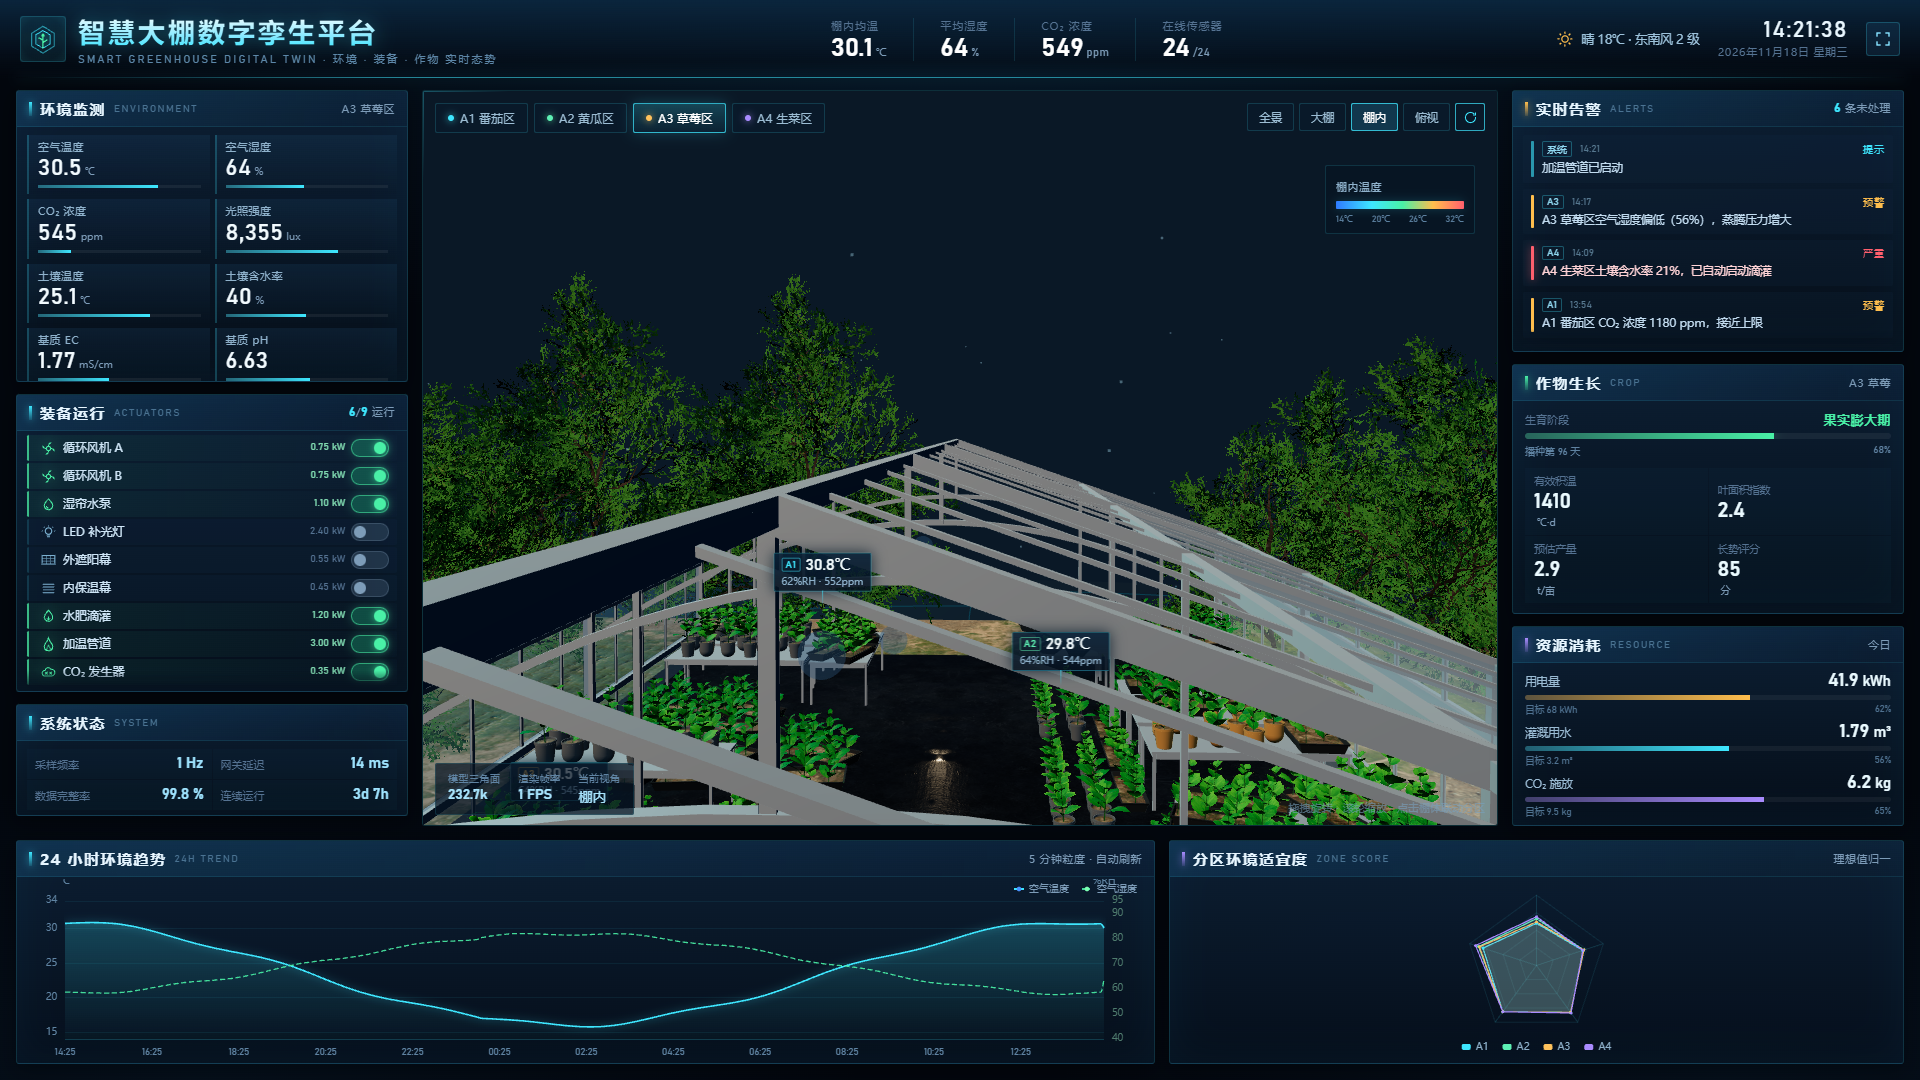 智慧大棚数字孪生平台
SMART GREENHOUSE DIGITAL TWIN · 环境 · 装备 · 作物 实时态势
棚内均温
30.1 ℃
平均湿度
64 %
CO₂ 浓度
549 ppm
在线传感器
24 /24
晴 18℃ · 东南风 2 级
14:21:38
2026年11月18日 星期三
环境监测 ENVIRONMENT A3 草莓区
空气温度
30.5 ℃
空气湿度
64 %
CO₂ 浓度
545 ppm
光照强度
8,355 lux
土壤温度
25.1 ℃
土壤含水率
40 %
基质 EC
1.77 mS/cm
基质 pH
6.63
装备运行 ACTUATORS 6/9 运行
循环风机 A 0.75 kW
循环风机 B 0.75 kW
湿帘水泵 1.10 kW
LED 补光灯 2.40 kW
外遮阳幕 0.55 kW
内保温幕 0.45 kW
水肥滴灌 1.20 kW
加温管道 3.00 kW
CO₂ 发生器 0.35 kW
系统状态 SYSTEM
采样频率 1 Hz 网关延迟 14 ms
数据完整率 99.8 % 连续运行 3d 7h
A1 番茄区 A2 黄瓜区 A3 草莓区 A4 生菜区
全景 大棚 棚内 俯视
棚内温度
14℃ 20℃ 26℃ 32℃
A1 30.8℃
62%RH · 552ppm
A2 29.8℃
64%RH · 544ppm
30.5℃
模型三角面 渲染帧率 当前视角
232.7k 1 FPS 棚内
实时告警 ALERTS 6 条未处理
系统 14:21 提示
加温管道已启动
A3 14:17 预警
A3 草莓区空气湿度偏低（56%），蒸腾压力增大
A4 14:09 严重
A4 生菜区土壤含水率 21%，已自动启动滴灌
A1 13:54 预警
A1 番茄区 CO₂ 浓度 1180 ppm，接近上限
作物生长 CROP A3 草莓
生育阶段 果实膨大期
播种第 96 天 68%
有效积温
1410
℃·d
叶面积指数
2.4
预估产量
2.9
t/亩
长势评分
85
分
资源消耗 RESOURCE 今日
用电量 41.9 kWh
目标 68 kWh 62%
灌溉用水 1.79 m³
目标 3.2 m³ 56%
CO₂ 施放 6.2 kg
目标 9.5 kg 65%
24 小时环境趋势 24H TREND 5 分钟粒度 · 自动刷新
空气温度 空气湿度
34
30
25
20
15
95
90
80
70
60
50
40
14:25 16:25 18:25 20:25 22:25 00:25 02:25 04:25 06:25 08:25 10:25 12:25
分区环境适宜度 ZONE SCORE 理想值归一
A1 A2 A3 A4